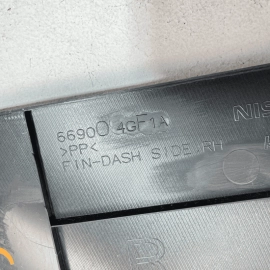 66900 4GF1A
>PP<
FIN-DASH SIDE RH
NIS